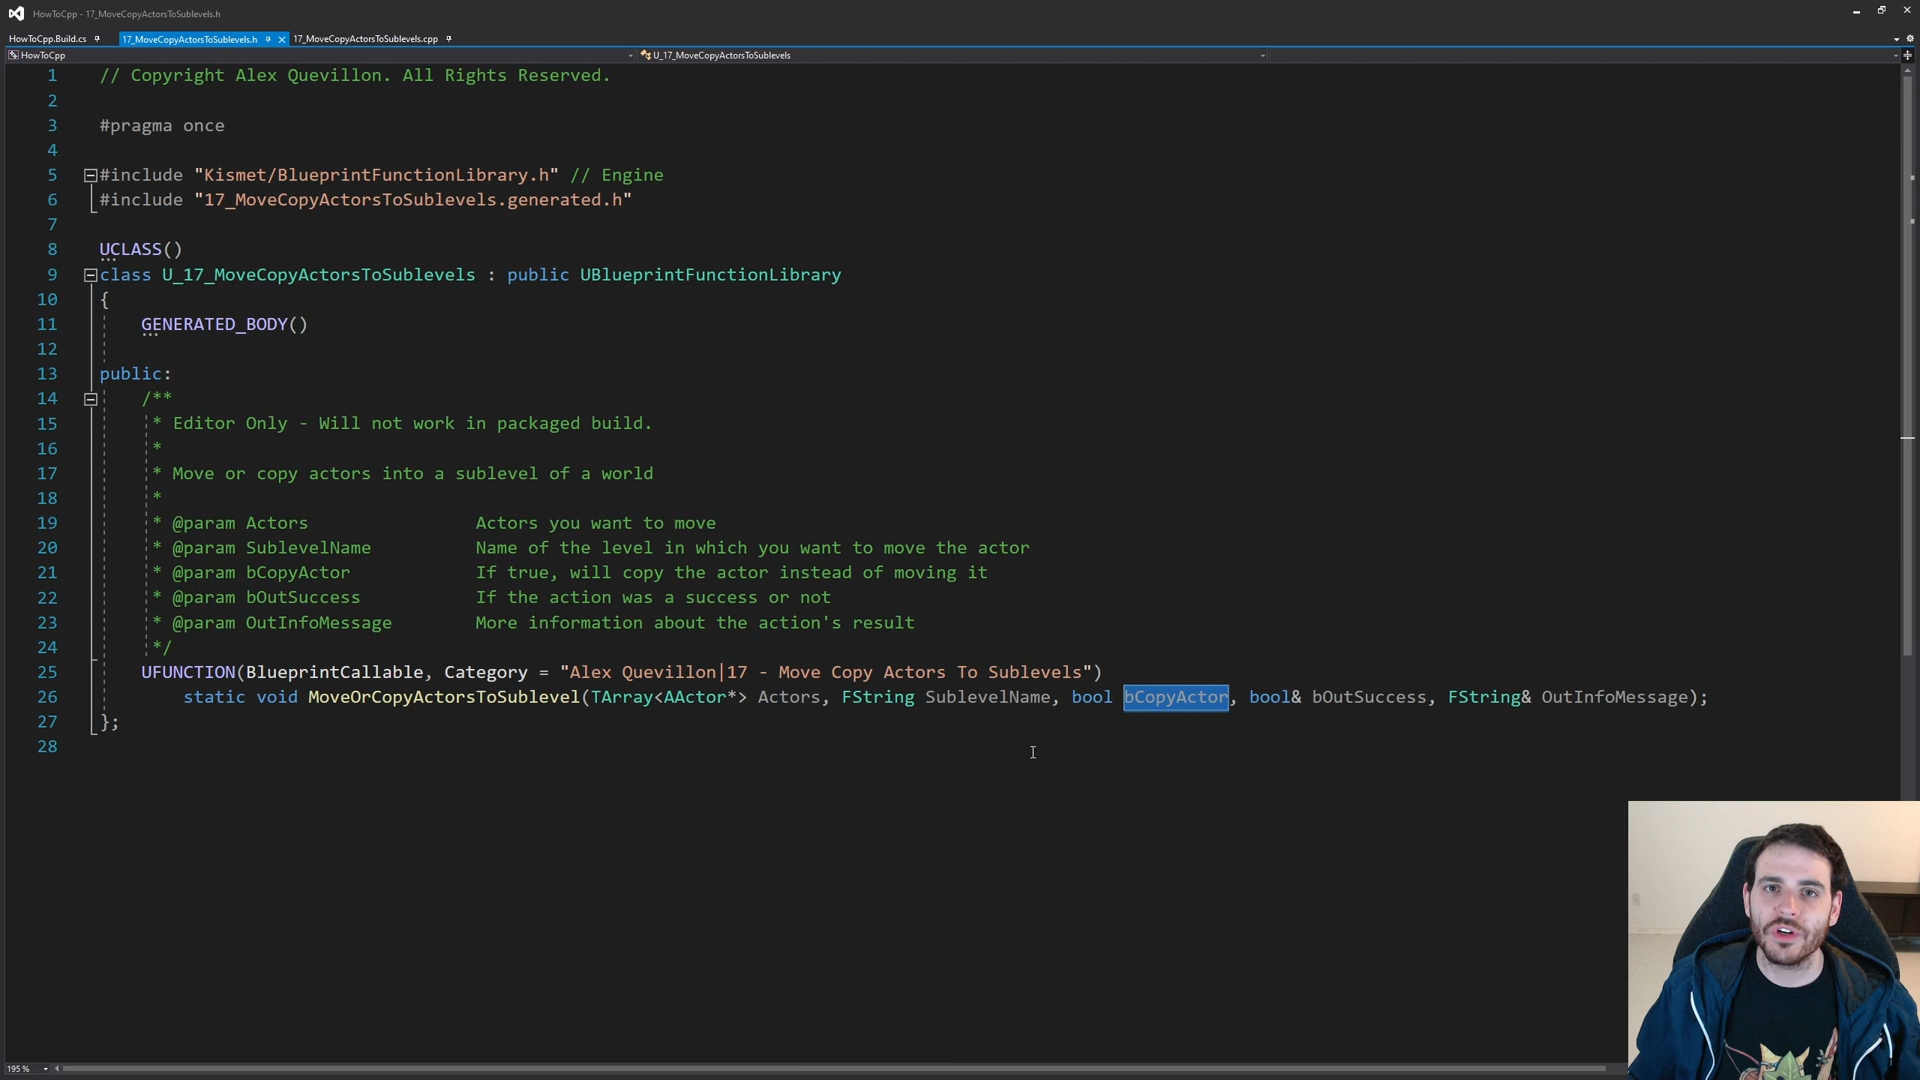 HowToCpp - 17_MoveCopyActorsToSublevels.h
HowToCpp.Build.cs 17_MoveCopyActorsToSublevels.h 17_MoveCopyActorsToSublevels.cpp
HowToCpp U_17_MoveCopyActorsToSublevels
1 // Copyright Alex Quevillon. All Rights Reserved.
2
3 #pragma once
4
5 #include "Kismet/BlueprintFunctionLibrary.h" // Engine
6 #include "17_MoveCopyActorsToSublevels.generated.h"
7
8 UCLASS()
9 class U_17_MoveCopyActorsToSublevels : public UBlueprintFunctionLibrary
10 {
11 GENERATED_BODY()
12
13 public:
14 /**
15 * Editor Only - Will not work in packaged build.
16 *
17 * Move or copy actors into a sublevel of a world
18 *
19 * @param Actors Actors you want to move
20 * @param SublevelName Name of the level in which you want to move the actor
21 * @param bCopyActor If true, will copy the actor instead of moving it
22 * @param bOutSuccess If the action was a success or not
23 * @param OutInfoMessage More information about the action's result
24 */
25 UFUNCTION(BlueprintCallable, Category = "Alex Quevillon|17 - Move Copy Actors To Sublevels")
26 static void MoveOrCopyActorsToSublevel(TArray<AActor*> Actors, FString SublevelName, bool bCopyActor, bool& bOutSuccess, FString& OutInfoMessage);
27 };
28
195 %